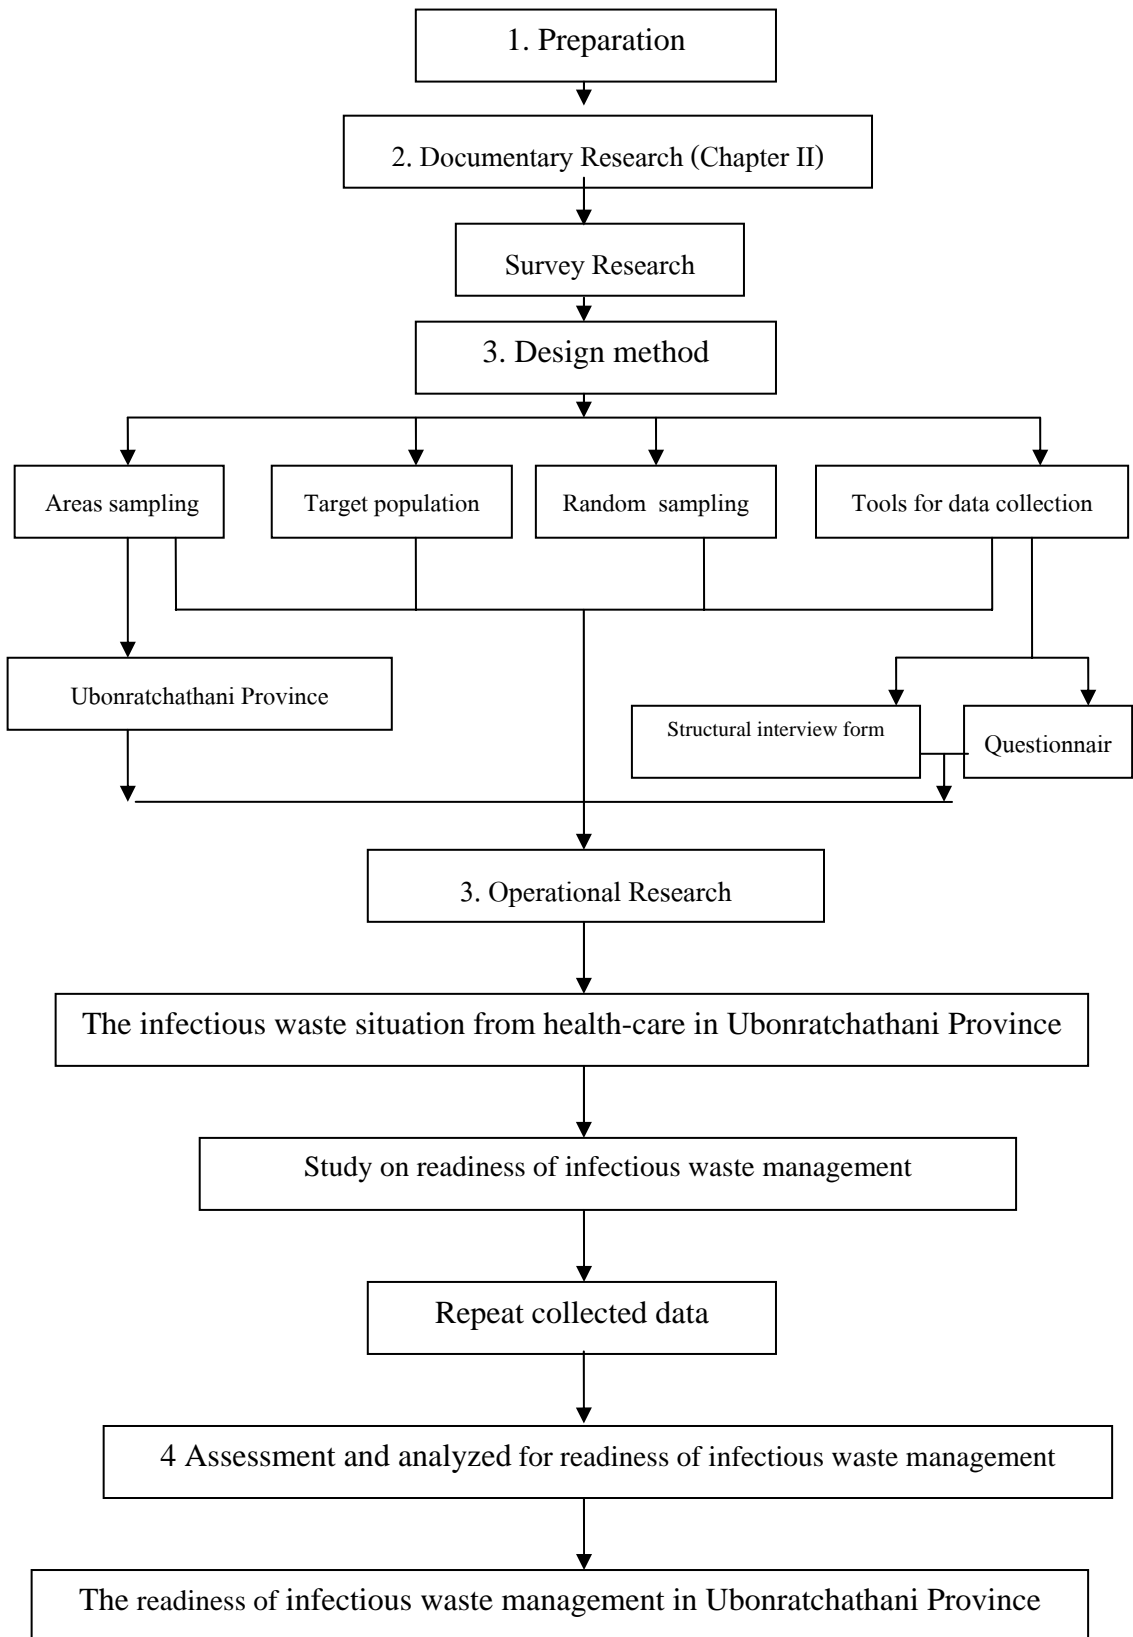 1. Preparation
2. Documentary Research (Chapter II)
Survey Research
3. Design method
Areas sampling
Target population
Random sampling
Tools for data collection
Ubonratchathani Province
Structural interview form
Questionnair
3. Operational Research
The infectious waste situation from health-care in Ubonratchathani Province
Study on readiness of infectious waste management
Repeat collected data
4 Assessment and analyzed for readiness of infectious waste management
The readiness of infectious waste management in Ubonratchathani Province